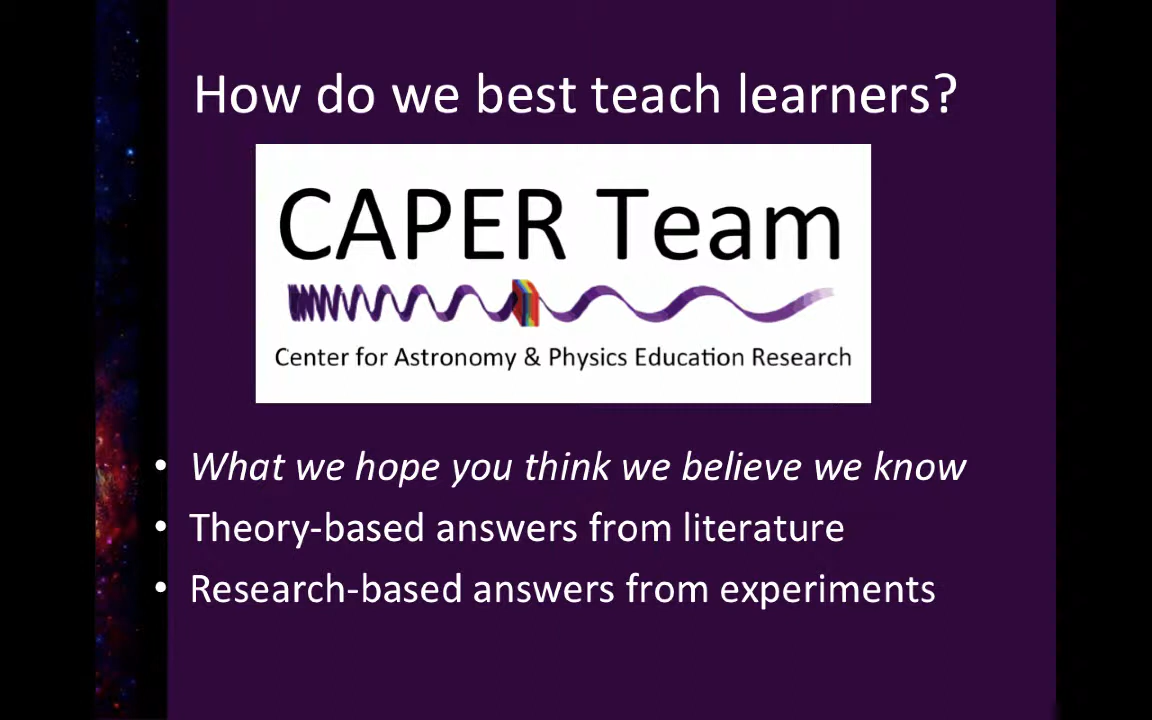 How do we best teach learners?
CAPER Team
Center for Astronomy & Physics Education Research
• What we hope you think we believe we know
• Theory-based answers from literature
• Research-based answers from experiments